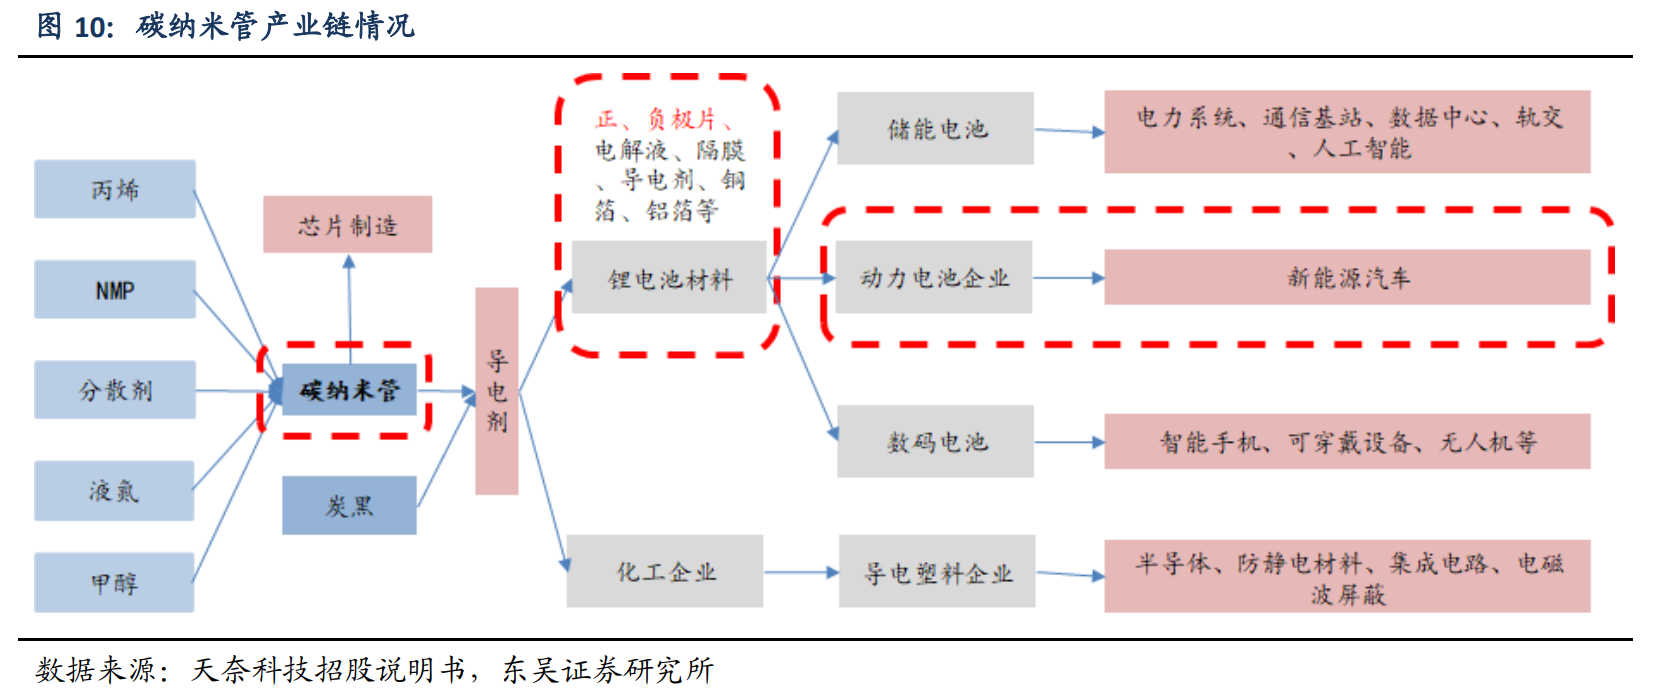 图 10: 碳纳米管产业链情况
丙烯
NMP
分散剂
液氮
甲醇
芯片制造
碳纳米管
炭黑
导
电
剂
正、负极片、
电解液、隔膜
、导电剂、铜
箔、铝箔等
锂电池材料
化工企业
储能电池
动力电池企业
数码电池
导电塑料企业
电力系统、通信基站、数据中心、轨交
、人工智能
新能源汽车
智能手机、可穿戴设备、无人机等
半导体、防静电材料、集成电路、电磁
波屏蔽
数据来源：天奈科技招股说明书，东吴证券研究所